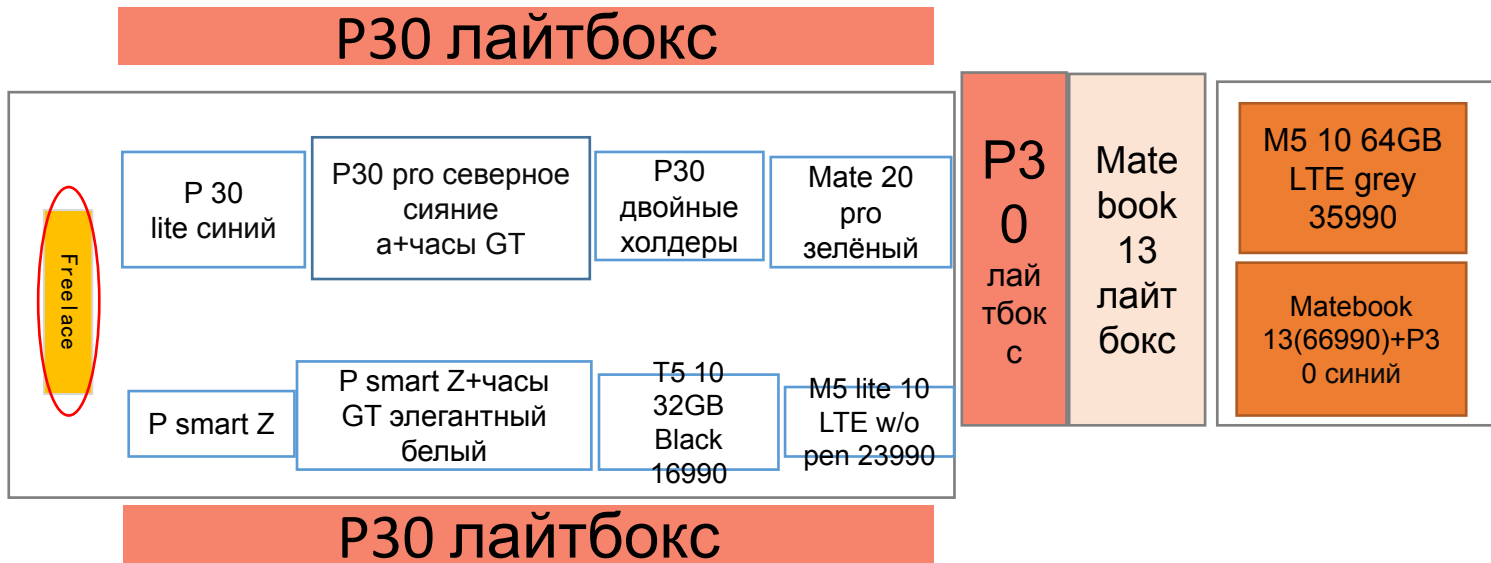 P30 лайтбокс
P 30
lite синий
P30 pro северное
сияние
а+часы GT
P30
двойные
холдеры
Mate 20
pro
зелёный
Freelace
P smart Z
P smart Z+часы
GT элегантный
белый
T5 10
32GB
Black
16990
M5 lite 10
LTE w/o
pen 23990
P3
0
лай
тбок
с
Mate
book
13
лайт
бокс
M5 10 64GB
LTE grey
35990
Matebook
13(66990)+P3
0 синий
P30 лайтбокс